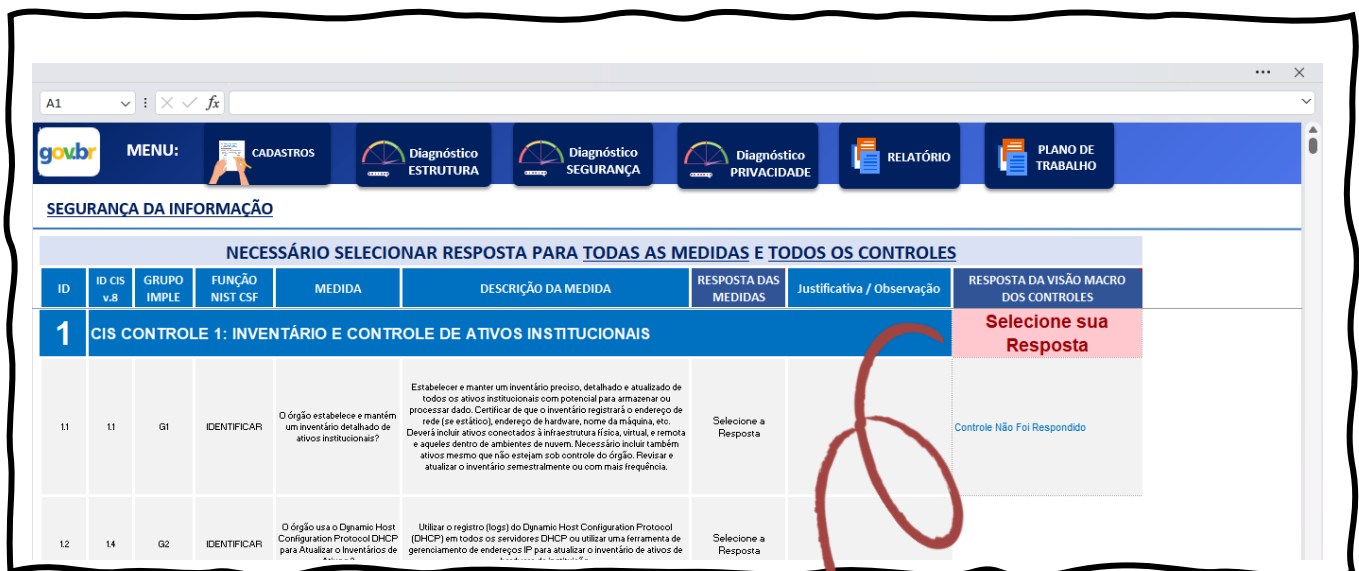 A1
fx
gov.br
MENU:
CADASTROS
Diagnóstico
ESTRUTURA
Diagnóstico
SEGURANÇA
Diagnóstico
PRIVACIDADE
RELATÓRIO
PLANO DE
TRABALHO
SEGURANÇA DA INFORMAÇÃO
NECESSÁRIO SELECIONAR RESPOSTA PARA TODAS AS MEDIDAS E TODOS OS CONTROLES
ID
ID CIS
v.8
GRUPO
IMPLE
FUNÇÃO
NIST CSF
MEDIDA
DESCRIÇÃO DA MEDIDA
RESPOSTA DAS
MEDIDAS
Justificativa / Observação
RESPOSTA DA VISÃO MACRO
DOS CONTROLES
1
CIS CONTROLE 1: INVENTÁRIO E CONTROLE DE ATIVOS INSTITUCIONAIS
Selecione sua
Resposta
1.1
1.1
G1
IDENTIFICAR
O órgão estabelece e mantém
um inventário detalhado de
ativos institucionais?
Estabelecer e manter um inventário preciso, detalhado e atualizado de
todos os ativos institucionais com potencial para armazenar ou
processar dado. Certificar de que o inventário registrará o endereço de
rede (se estático), endereço de hardware, nome da máquina, etc.
Deverá incluir ativos conectados à infraestrutura física, virtual, e remota
e aqueles dentro de ambientes de nuvem. Necessário incluir também
ativos mesmo que não estejam sob controle do órgão. Revisar e
atualizar o inventário semestralmente ou com mais frequência.
Selecione a
Resposta
Controle Não Foi Respondido
1.2
1.4
G2
IDENTIFICAR
O órgão usa o Dynamic Host
Configuration Protocol DHCP
para Atualizar o Inventários de
Utilizar o registro (logs) do Dynamic Host Configuration Protocol
(DHCP) em todos os servidores DHCP ou utilizar uma ferramenta de
gerenciamento de endereços IP para atualizar o inventário de ativos de
Selecione a
Resposta